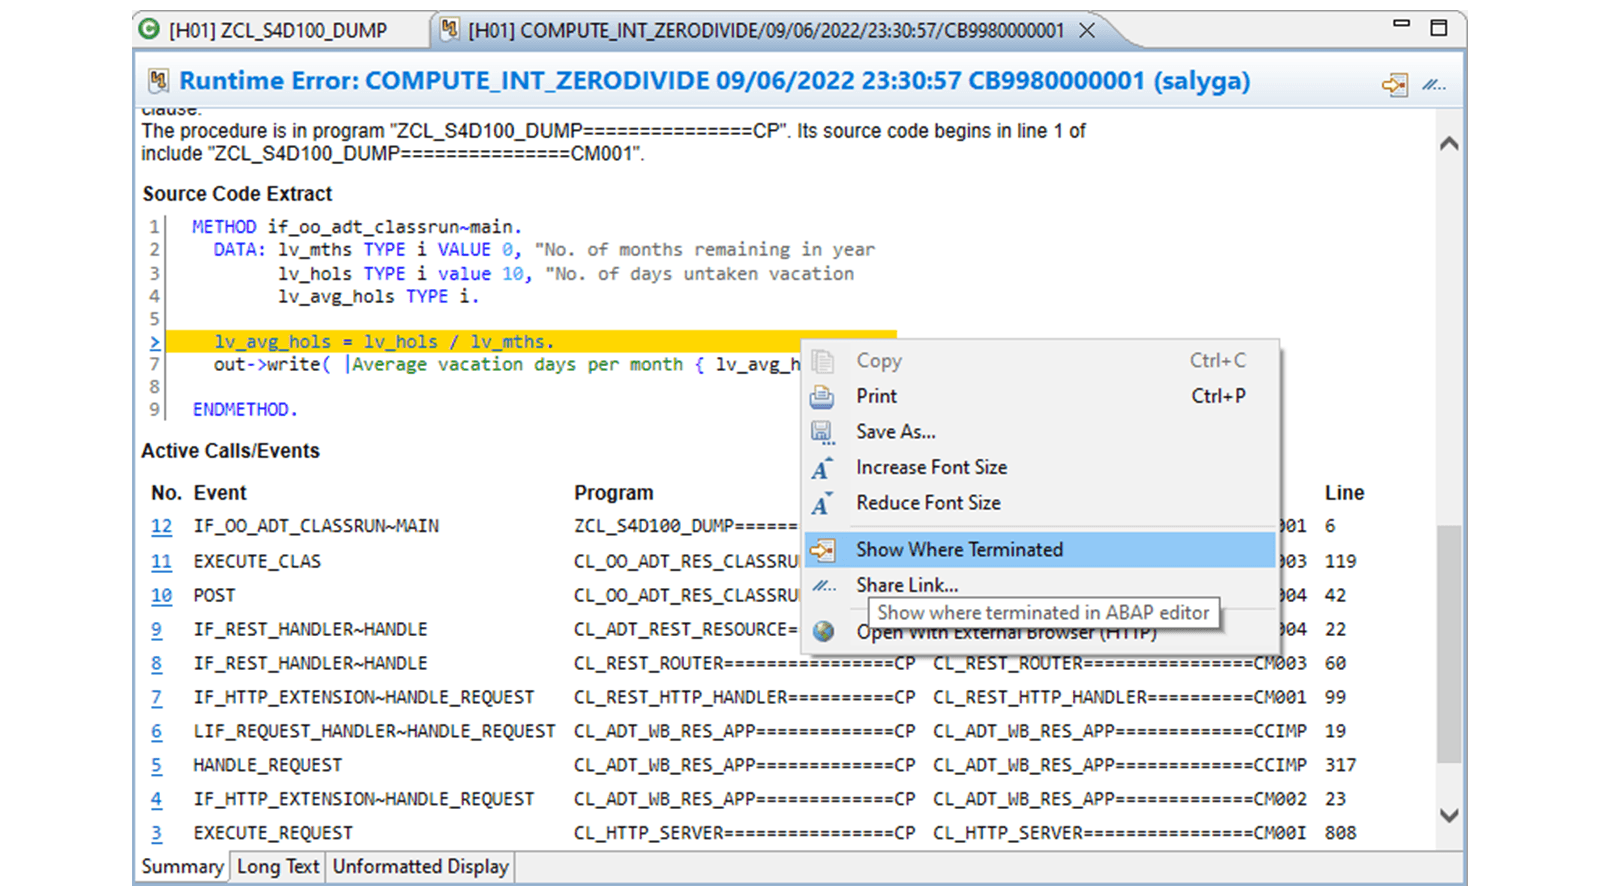 [H01] ZCL_S4D100_DUMP
[H01] COMPUTE_INT_ZERODIVIDE/09/06/2022/23:30:57/CB9980000001
Runtime Error: COMPUTE_INT_ZERODIVIDE 09/06/2022 23:30:57 CB9980000001 (salyga)
clause.
The procedure is in program "ZCL_S4D100_DUMP===============CP". Its source code begins in line 1 of
include "ZCL_S4D100_DUMP===============CM001".
Source Code Extract
1 METHOD if_oo_adt_classrun~main.
2 DATA: lv_mths TYPE i VALUE 0, "No. of months remaining in year
3 lv_hols TYPE i value 10, "No. of days untaken vacation
4 lv_avg_hols TYPE i.
5
> lv_avg_hols = lv_hols / lv_mths.
7 out->write( |Average vacation days per month { lv_avg_h
8
9 ENDMETHOD.
Copy Ctrl+C
Print Ctrl+P
Save As...
Increase Font Size
Reduce Font Size
Show Where Terminated
Share Link...
Show where terminated in ABAP editor
Open With External Browser (HTTP)
Active Calls/Events
No. Event Program Line
12 IF_OO_ADT_CLASSRUN~MAIN ZCL_S4D100_DUMP====== 001 6
11 EXECUTE_CLAS CL_OO_ADT_RES_CLASSRU 003 119
10 POST CL_OO_ADT_RES_CLASSRU 004 42
9 IF_REST_HANDLER~HANDLE CL_ADT_REST_RESOURCE= 004 22
8 IF_REST_HANDLER~HANDLE CL_REST_ROUTER================CP CL_REST_ROUTER================CM003 60
7 IF_HTTP_EXTENSION~HANDLE_REQUEST CL_REST_HTTP_HANDLER==========CP CL_REST_HTTP_HANDLER==========CM001 99
6 LIF_REQUEST_HANDLER~HANDLE_REQUEST CL_ADT_WB_RES_APP=============CP CL_ADT_WB_RES_APP=============CCIMP 19
5 HANDLE_REQUEST CL_ADT_WB_RES_APP=============CP CL_ADT_WB_RES_APP=============CCIMP 317
4 IF_HTTP_EXTENSION~HANDLE_REQUEST CL_ADT_WB_RES_APP=============CP CL_ADT_WB_RES_APP=============CM002 23
3 EXECUTE_REQUEST CL_HTTP_SERVER================CP CL_HTTP_SERVER================CM00I 808
Summary Long Text Unformatted Display